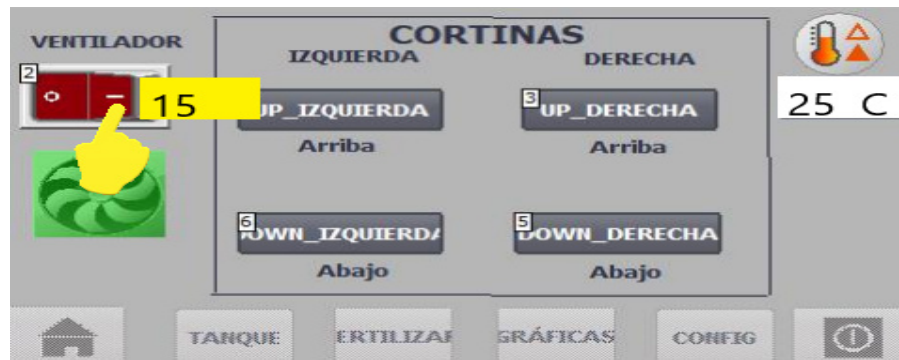 VENTILADOR
2
15
CORTINAS
IZQUIERDA
DERECHA
UP_IZQUIERDA
3
UP_DERECHA
Arriba
Arriba
6
OWN_IZQUIERDA
5
DOWN_DERECHA
Abajo
Abajo
25 C
TANQUE
ERTILIZAR
GRÁFICAS
CONFIG